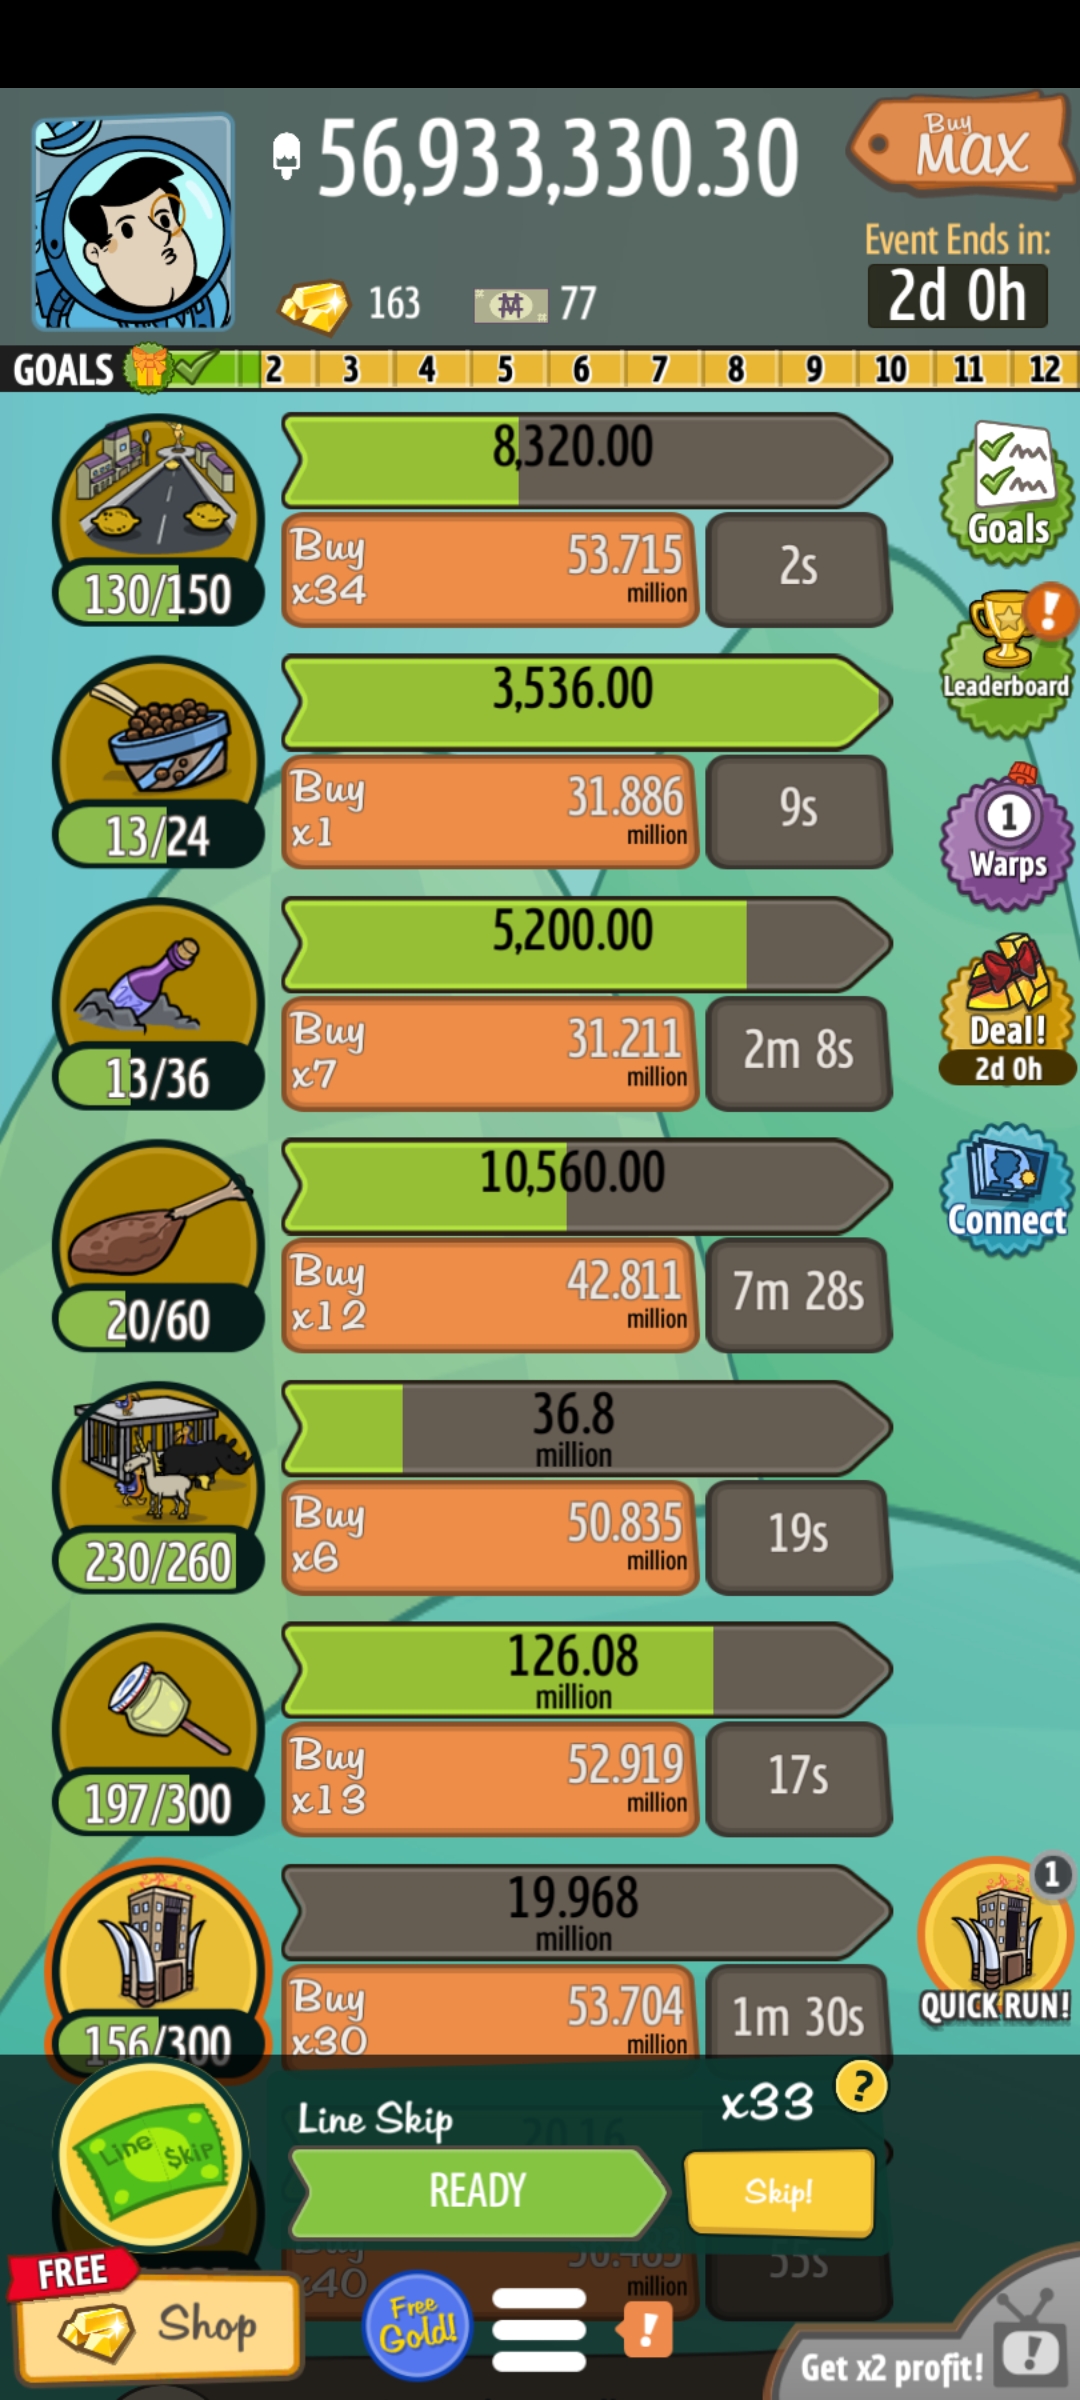 56,933,330.30
Buy
MAX
Event Ends in:
2d 0h
163
77
GOALS 2 3 4 5 6 7 8 9 10 11 12
8,320.00
Buy
x34
53.715
million
2s
130/150
Goals
Leaderboard
3,536.00
Buy
x1
31.886
million
9s
13/24
1
Warps
5,200.00
Buy
x7
31.211
million
2m 8s
13/36
Deal!
2d 0h
10,560.00
Buy
x12
42.811
million
7m 28s
20/60
Connect
36.8
million
Buy
x6
50.835
million
19s
230/260
126.08
million
Buy
x13
52.919
million
17s
197/300
19.968
million
Buy
x30
53.704
million
1m 30s
156/300
1
QUICK RUN!
Line Skip
x33
?
Line $kip
READY
Skip!
20.16
Buy
x40
million
55s
FREE
Shop
Free
Gold!
!
Get x2 profit!
!